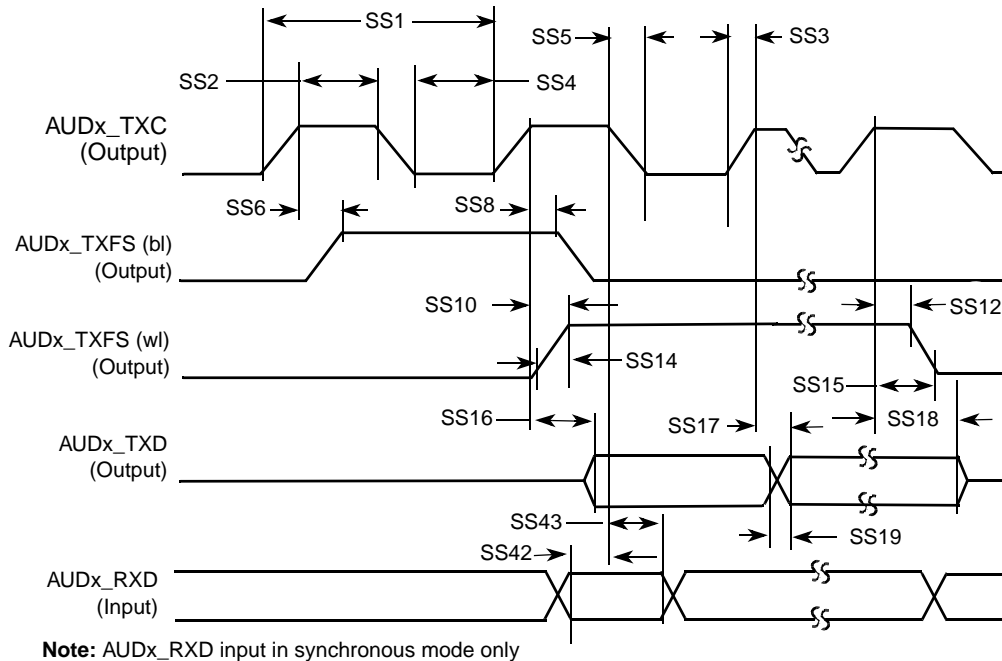 SS1
SS5
SS3
SS2
SS4
AUDx_TXC
(Output)
SS6
SS8
AUDx_TXFS (bl)
(Output)
SS10
SS12
AUDx_TXFS (wl)
(Output)
SS14
SS15
SS16
SS17
SS18
AUDx_TXD
(Output)
SS43
SS19
SS42
AUDx_RXD
(Input)
Note: AUDx_RXD input in synchronous mode only